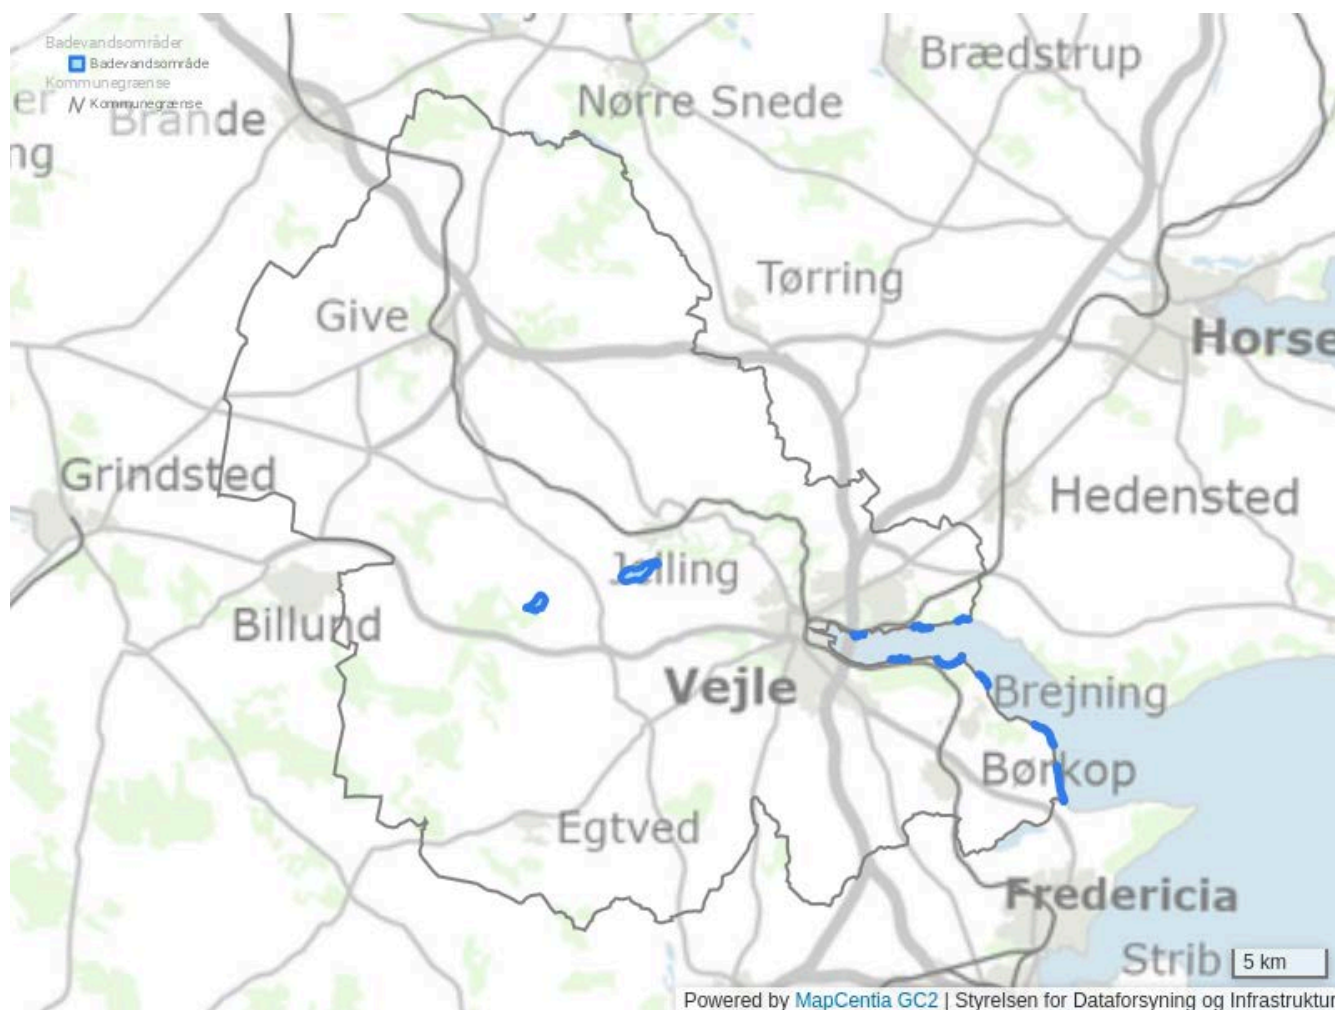 Badevandsområder
Badevandsområde
Kommunegrænse
Kommunegrænse
Brædstrup
Nørre Snede
Brande
Tørring
Give
Horse
Grindsted
Hedensted
Jelling
Billund
Vejle
Brejning
Børkop
Egtved
Fredericia
Strib
5 km
Powered by MapCentia GC2 | Styrelsen for Dataforsyning og Infrastruktur